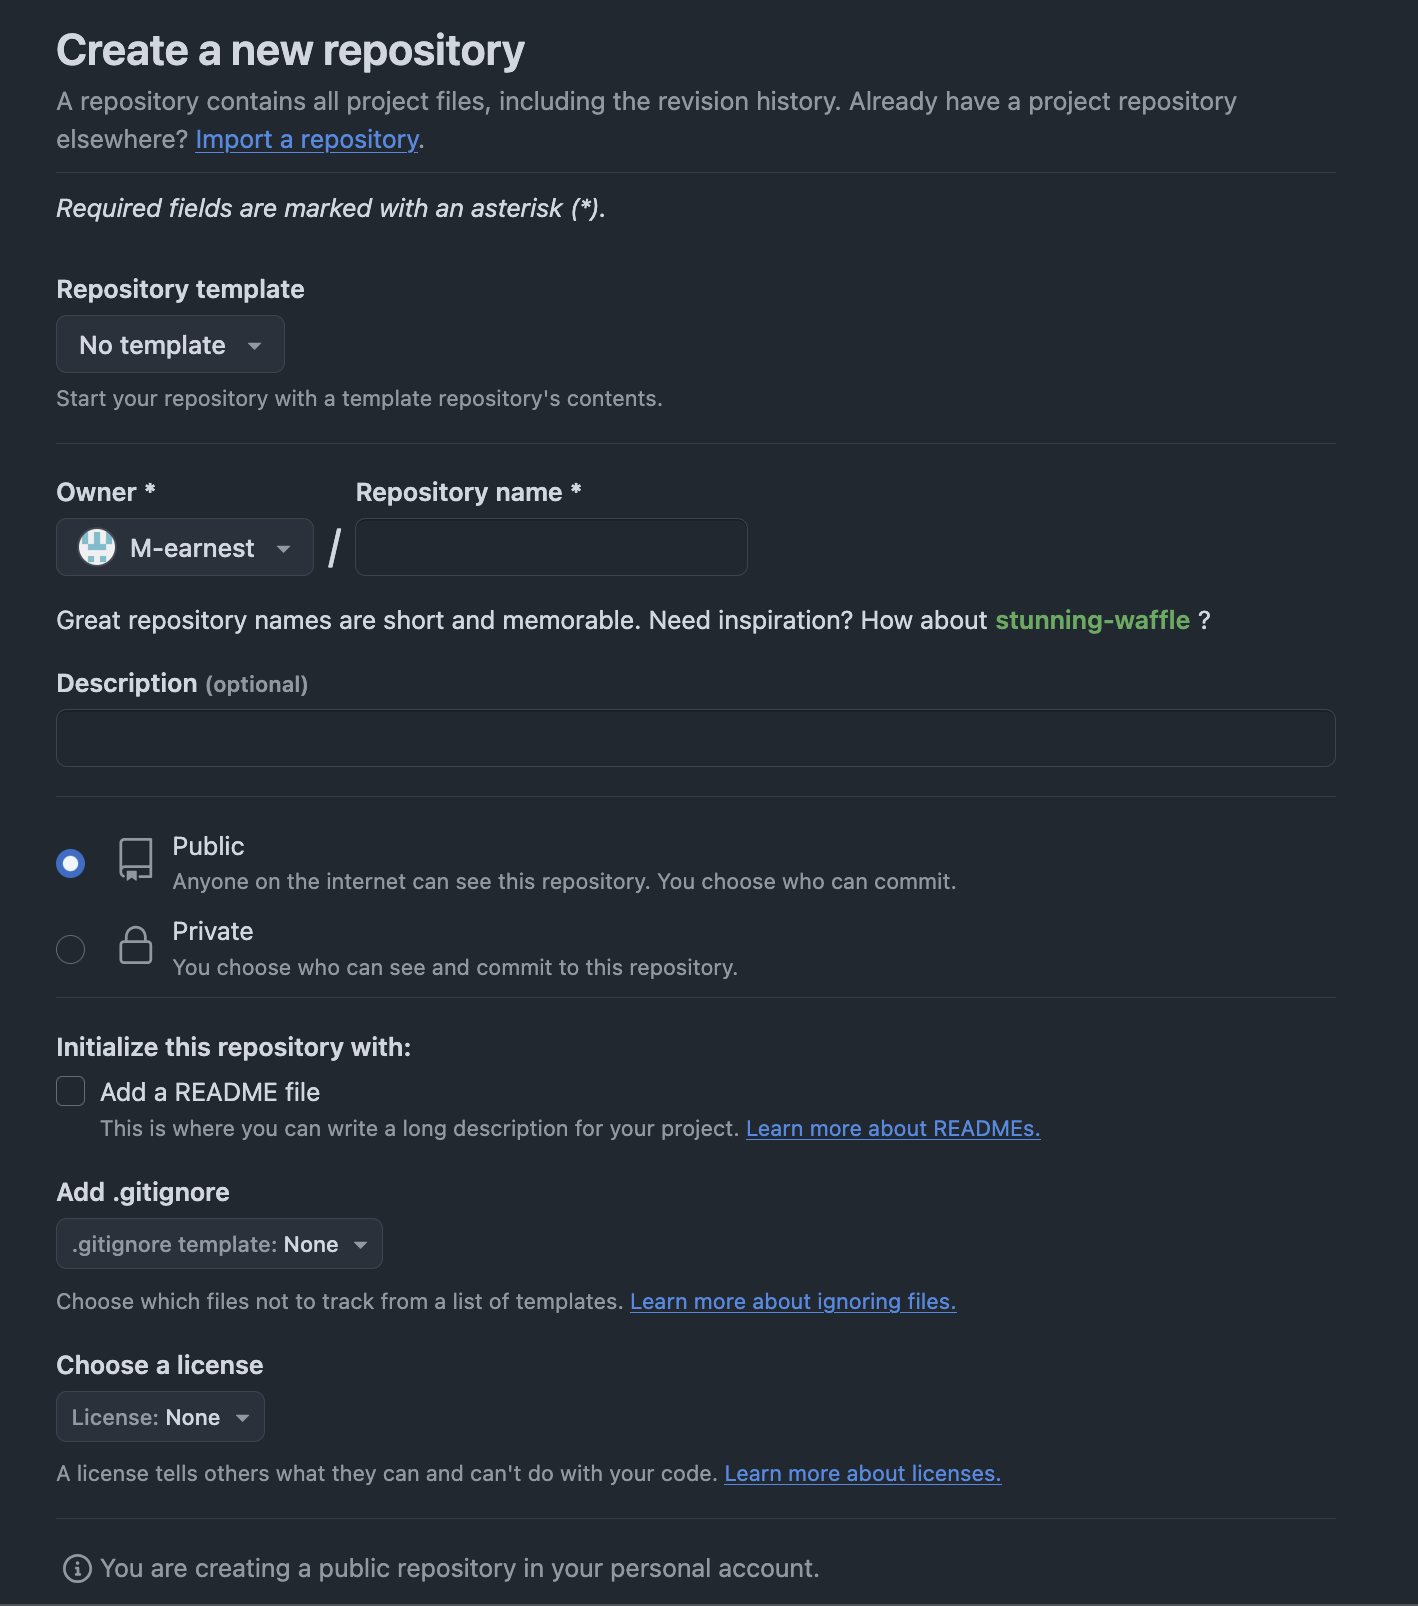 Create a new repository
A repository contains all project files, including the revision history. Already have a project repository
elsewhere? Import a repository.
Required fields are marked with an asterisk (*).
Repository template
No template
Start your repository with a template repository's contents.
Owner *
Repository name *
M-earnest
/
Great repository names are short and memorable. Need inspiration? How about stunning-waffle ?
Description (optional)
Public
Anyone on the internet can see this repository. You choose who can commit.
Private
You choose who can see and commit to this repository.
Initialize this repository with:
Add a README file
This is where you can write a long description for your project. Learn more about READMEs.
Add .gitignore
.gitignore template: None
Choose which files not to track from a list of templates. Learn more about ignoring files.
Choose a license
License: None
A license tells others what they can and can't do with your code. Learn more about licenses.
You are creating a public repository in your personal account.